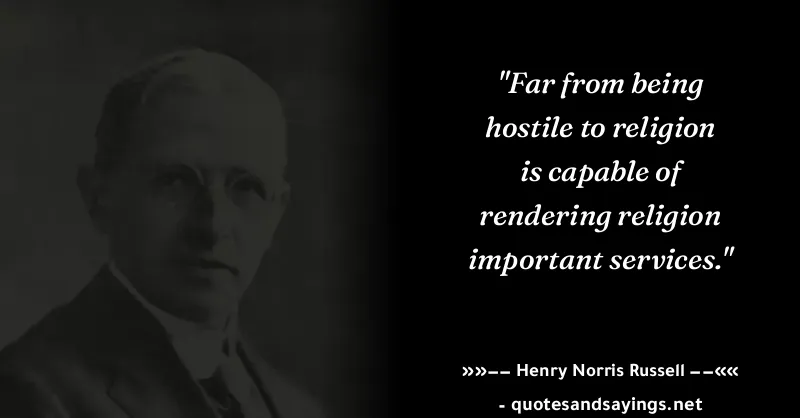 "Far from being
hostile to religion
is capable of
rendering religion
important services."
»»–– Henry Norris Russell ––««
- quotesandsayings.net